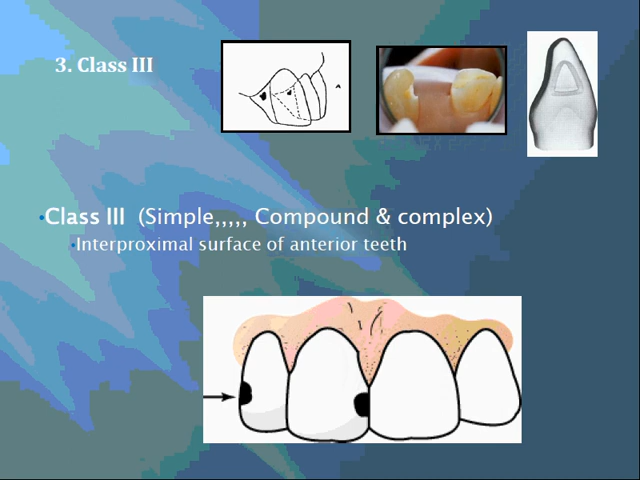 3. Class III
A
•Class III (Simple,,,,, Compound & complex)
•Interproximal surface of anterior teeth